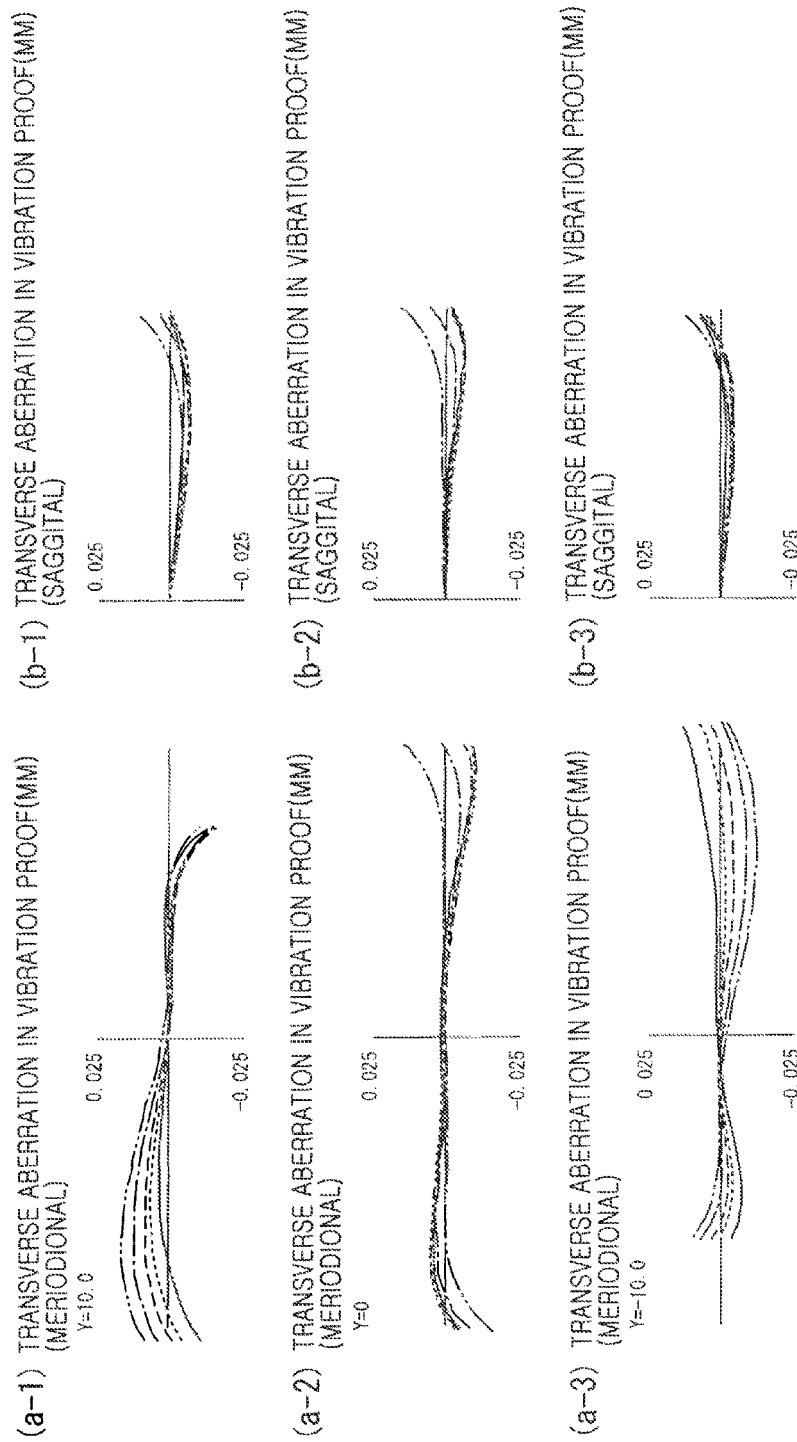 (a-1) TRANSVERSE ABERRATION IN VIBRATION PROOF(MM)
(MERIODIONAL)
Y=10.0
0.025
-0.025
(b-1) TRANSVERSE ABERRATION IN VIBRATION PROOF(MM)
(SAGGITAL)
0.025
-0.025
(a-2) TRANSVERSE ABERRATION IN VIBRATION PROOF(MM)
(MERIODIONAL)
Y=0
0.025
-0.025
(b-2) TRANSVERSE ABERRATION IN VIBRATION PROOF(MM)
(SAGGITAL)
0.025
-0.025
(a-3) TRANSVERSE ABERRATION IN VIBRATION PROOF(MM)
(MERIODIONAL)
Y=-10.0
0.025
-0.025
(b-3) TRANSVERSE ABERRATION IN VIBRATION PROOF(MM)
(SAGGITAL)
0.025
-0.025